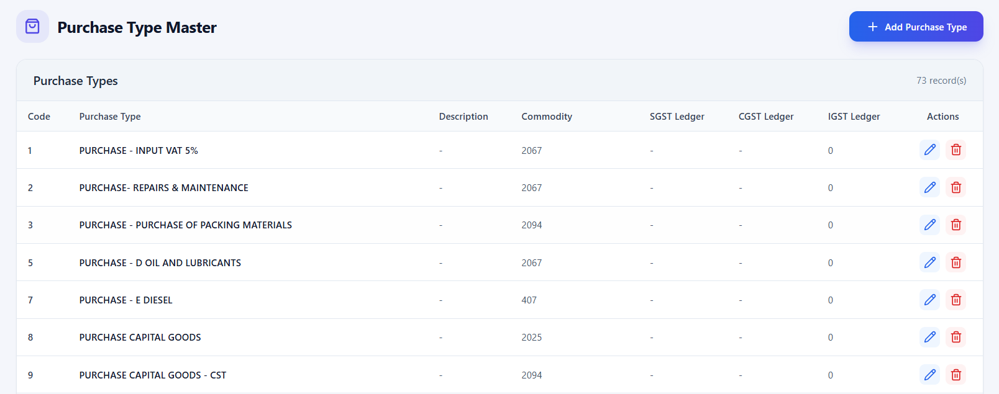 Purchase Type Master
Add Purchase Type
Purchase Types
73 record(s)
Code Purchase Type Description Commodity SGST Ledger CGST Ledger IGST Ledger Actions
1 PURCHASE - INPUT VAT 5% - 2067 - - 0
2 PURCHASE- REPAIRS & MAINTENANCE - 2067 - - 0
3 PURCHASE - PURCHASE OF PACKING MATERIALS - 2094 - - 0
5 PURCHASE - D OIL AND LUBRICANTS - 2067 - - 0
7 PURCHASE - E DIESEL - 407 - - 0
8 PURCHASE CAPITAL GOODS - 2025 - - 0
9 PURCHASE CAPITAL GOODS - CST - 2094 - - 0